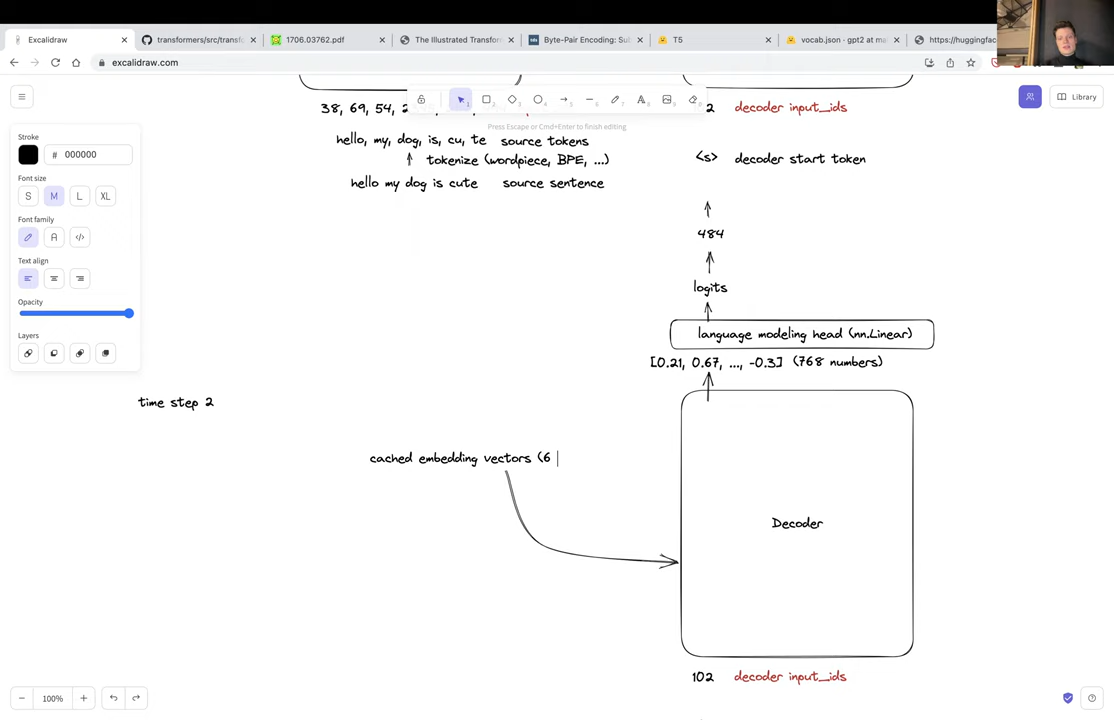 Excalidraw
transformers/src/transf
1706.03762.pdf
The Illustrated Transfor
Byte-Pair Encoding: Sub
T5
vocab.json · gpt2 at ma
https://huggingfac
excalidraw.com
Library
38, 69, 54, 2
2 decoder input_ids
Press Escape or Cmd+Enter to finish editing
Stroke
# 000000
Font size
S M L XL
Font family
A </>
Text align
Opacity
Layers
hello, my, dog, is, cu, te source tokens
tokenize (wordpiece, BPE, ...)
hello my dog is cute source sentence
<s> decoder start token
484
logits
language modeling head (nn.Linear)
[0.21, 0.67, ..., -0.3] (768 numbers)
time step 2
cached embedding vectors (6
Decoder
102 decoder input_ids
100%